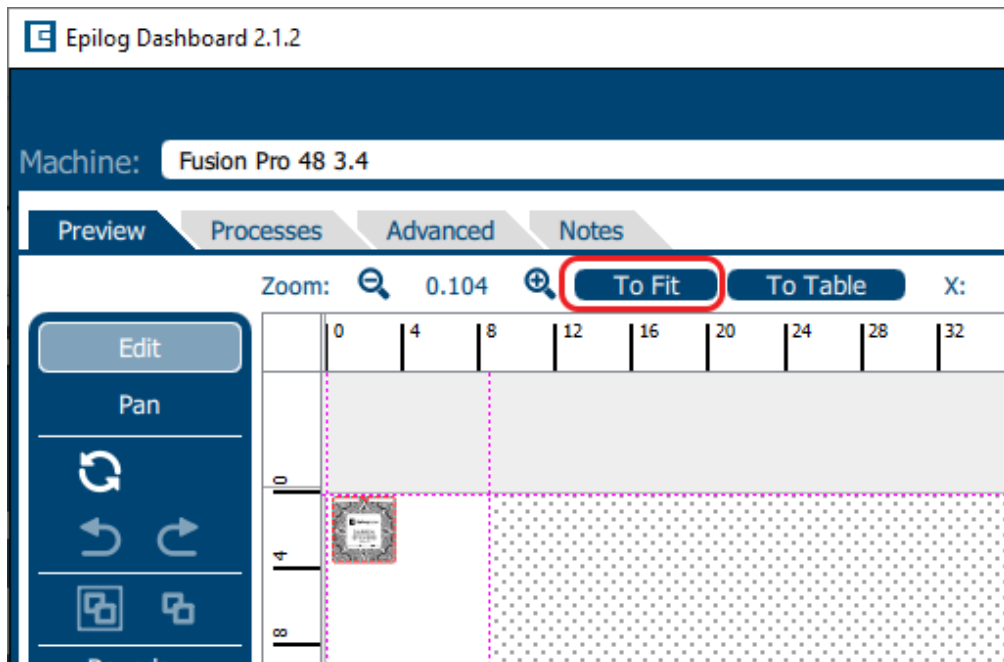 Epilog Dashboard 2.1.2
Machine: Fusion Pro 48 3.4
Preview Processes Advanced Notes
Zoom: 0.104 To Fit To Table X:
Edit
0 4 8 12 16 20 24 28 32
Pan
0
4
8